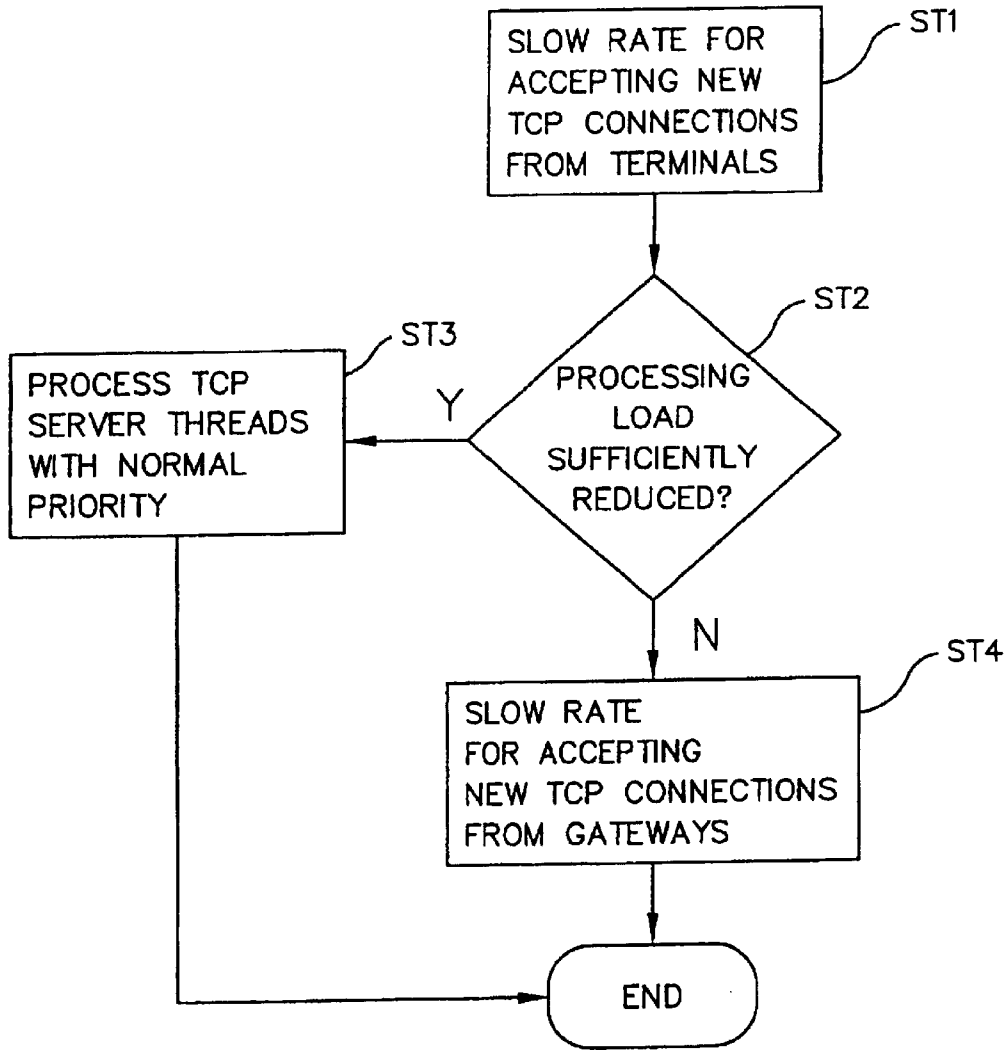 ST1
SLOW RATE FOR
ACCEPTING NEW
TCP CONNECTIONS
FROM TERMINALS
ST2
PROCESSING
LOAD
SUFFICIENTLY
REDUCED?
ST3
PROCESS TCP
SERVER THREADS
WITH NORMAL
PRIORITY
Y
N
ST4
SLOW RATE
FOR ACCEPTING
NEW TCP CONNECTIONS
FROM GATEWAYS
END